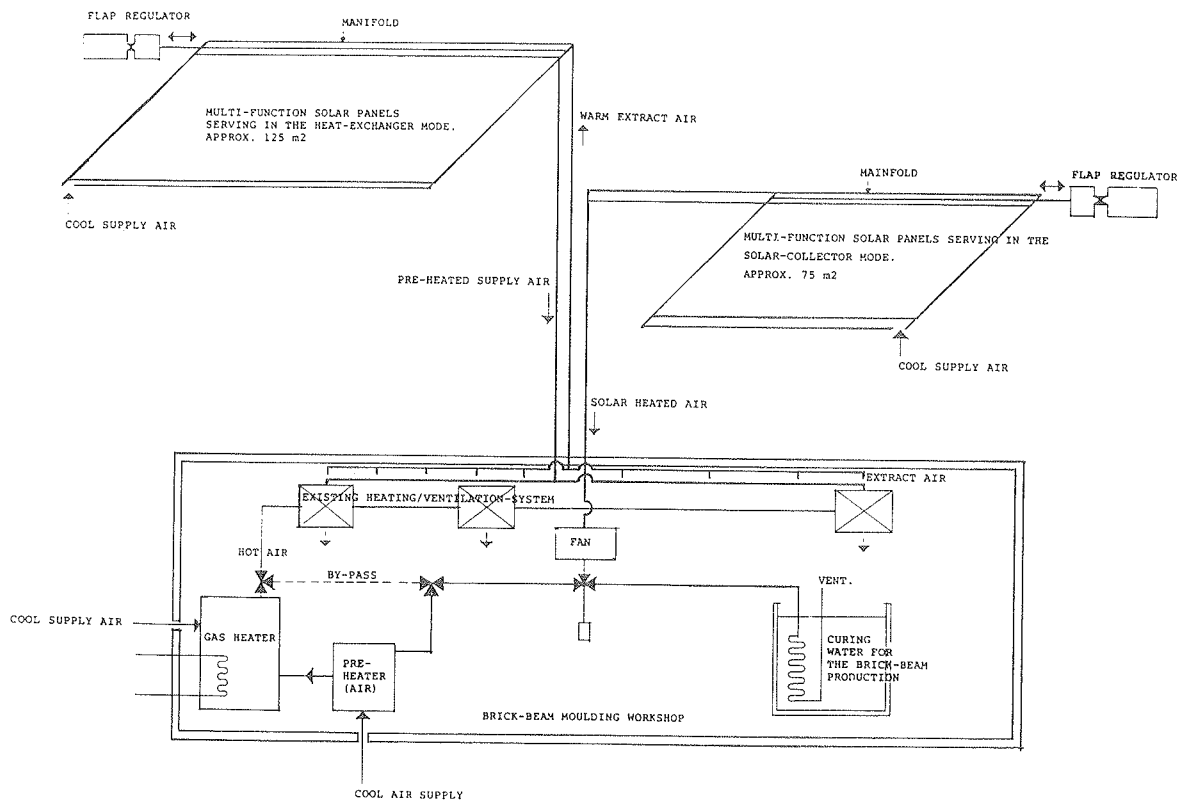 FLAP REGULATOR
MANIFOLD
MULTI-FUNCTION SOLAR PANELS
SERVING IN THE HEAT-EXCHANGER MODE.
APPROX. 125 m2
WARM EXTRACT AIR
COOL SUPPLY AIR
MAINFOLD
FLAP REGULATOR
MULTI-FUNCTION SOLAR PANELS SERVING IN THE
SOLAR-COLLECTOR MODE.
APPROX. 75 m2
PRE-HEATED SUPPLY AIR
COOL SUPPLY AIR
SOLAR HEATED AIR
EXTRACT AIR
EXISTING HEATING/VENTILATION-SYSTEM
FAN
HOT AIR
BY-PASS
VENT.
COOL SUPPLY AIR
GAS HEATER
PRE-
HEATER
(AIR)
CURING
WATER FOR
THE BRICK-BEAM
PRODUCTION
BRICK-BEAM MOULDING WORKSHOP
COOL AIR SUPPLY